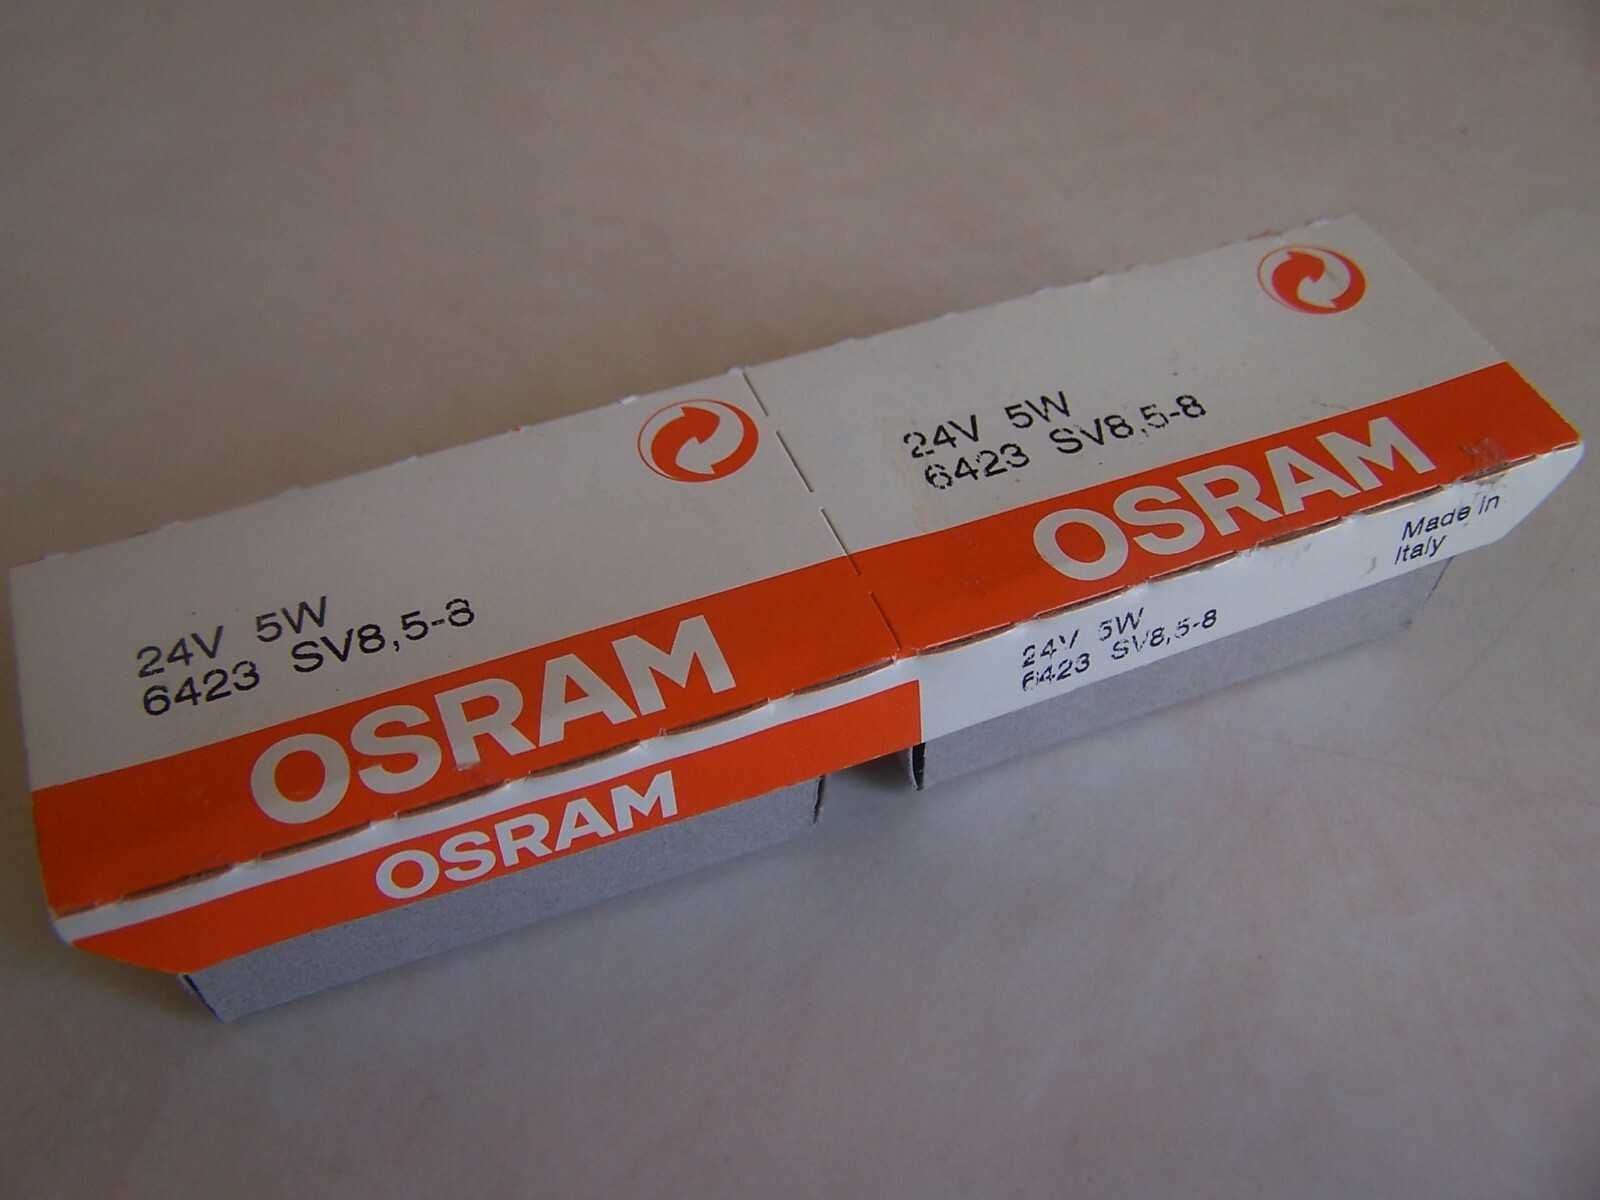 24V 5W
6423 SV8,5-8
OSRAM
OSRAM
24V 5W
6423 SV8,5-8
OSRAM
Made in
Italy
24V 5W
6423 SV8,5-8